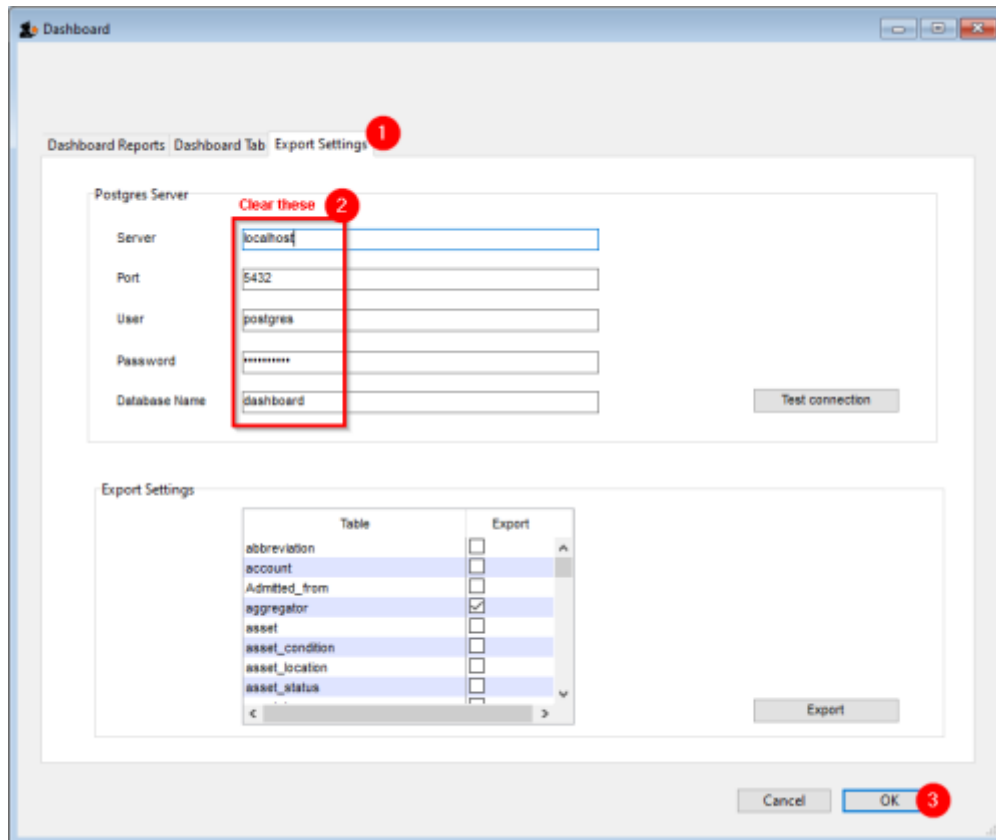 Dashboard
Dashboard Reports Dashboard Tab Export Settings 1
Postgres Server
Clear these 2
Server localhost
Port 5432
User postgres
Password ••••••••••
Database Name dashboard
Test connection
Export Settings
Table Export
abbreviation
account
Admitted_from
aggregator
asset
asset_condition
asset_location
asset_status
Export
Cancel OK 3